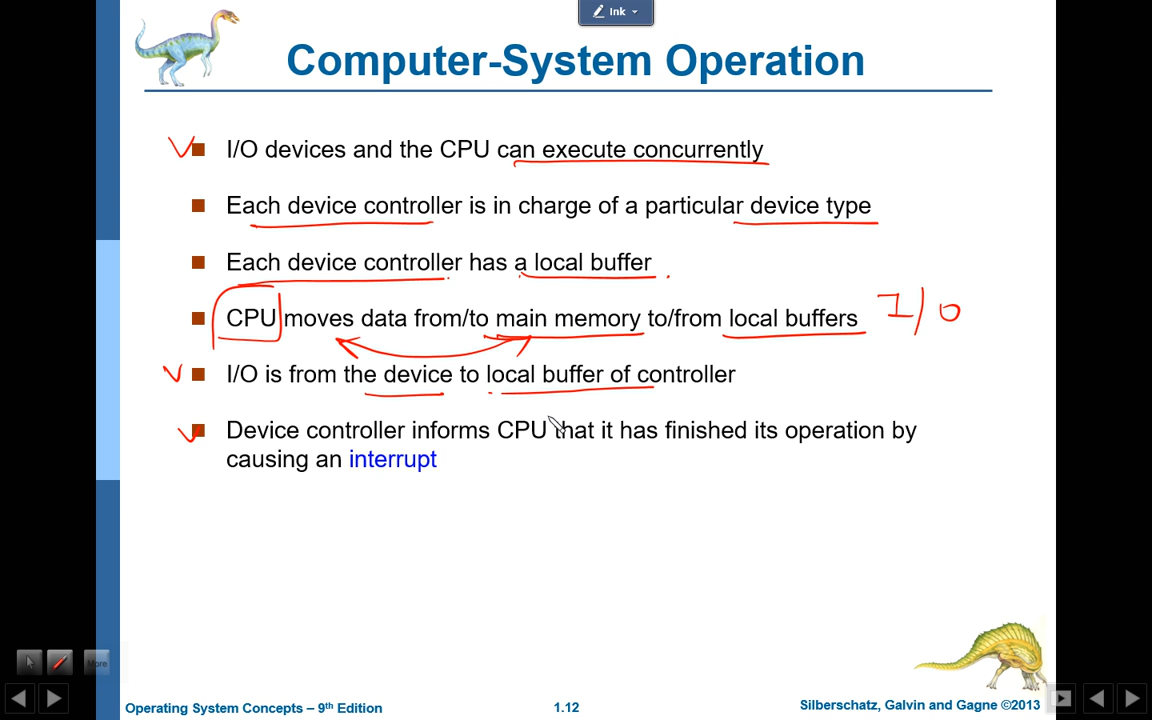 Ink
Computer-System Operation
I/O devices and the CPU can execute concurrently
Each device controller is in charge of a particular device type
Each device controller has a local buffer
CPU moves data from/to main memory to/from local buffers I/O
I/O is from the device to local buffer of controller
Device controller informs CPU that it has finished its operation by
causing an interrupt
More
Operating System Concepts – 9th Edition
1.12
Silberschatz, Galvin and Gagne ©2013